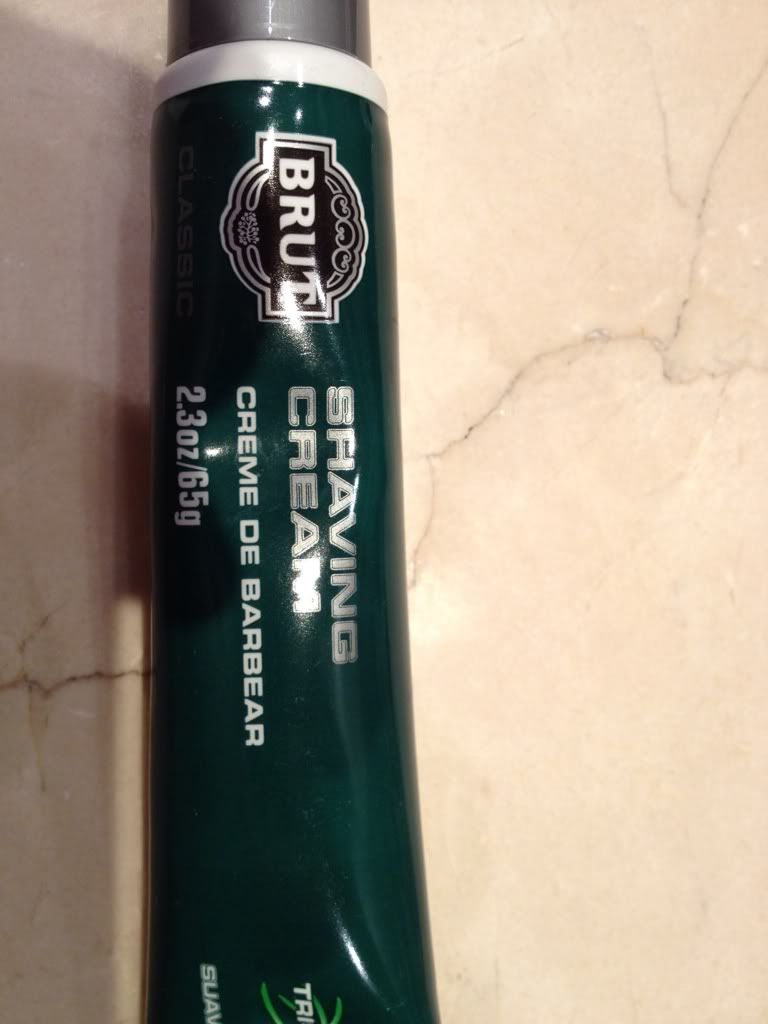 BRUT
CLASSIC
SHAVING
CREAM
CREME DE BARBEAR
2.3oz/65g